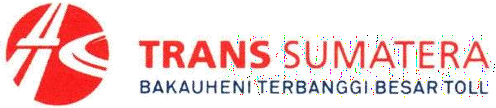 TRANS SUMATERA
BAKAUHENI TERBANGGI BESAR TOLL